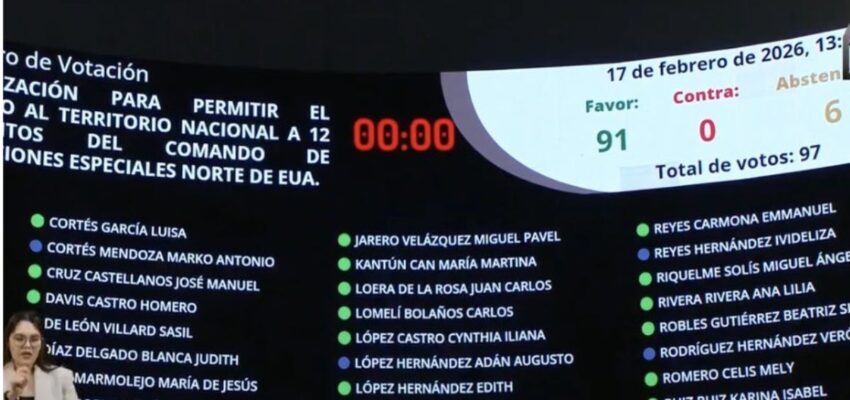 ro de Votación
ZACIÓN PARA PERMITIR EL
O AL TERRITORIO NACIONAL A 12
TOS DEL COMANDO DE
IONES ESPECIALES NORTE DE EUA.
00:00
17 de febrero de 2026, 13:
Favor:
Contra:
Absten
91
0
6
Total de votos: 97
CORTÉS GARCÍA LUISA
CORTÉS MENDOZA MARKO ANTONIO
CRUZ CASTELLANOS JOSÉ MANUEL
DAVIS CASTRO HOMERO
DE LEÓN VILLARD SASIL
DÍAZ DELGADO BLANCA JUDITH
MARMOLEJO MARÍA DE JESÚS
JARERO VELÁZQUEZ MIGUEL PAVEL
KANTÚN CAN MARÍA MARTINA
LOERA DE LA ROSA JUAN CARLOS
LOMELÍ BOLAÑOS CARLOS
LÓPEZ CASTRO CYNTHIA ILIANA
LÓPEZ HERNÁNDEZ ADÁN AUGUSTO
LÓPEZ HERNÁNDEZ EDITH
REYES CARMONA EMMANUEL
REYES HERNÁNDEZ IVIDELIZA
RIQUELME SOLÍS MIGUEL ÁNGE
RIVERA RIVERA ANA LILIA
ROBLES GUTIÉRREZ BEATRIZ SI
RODRÍGUEZ HERNÁNDEZ VERÓ
ROMERO CELIS MELY
RUIZ RUIZ KARINA ISABEL